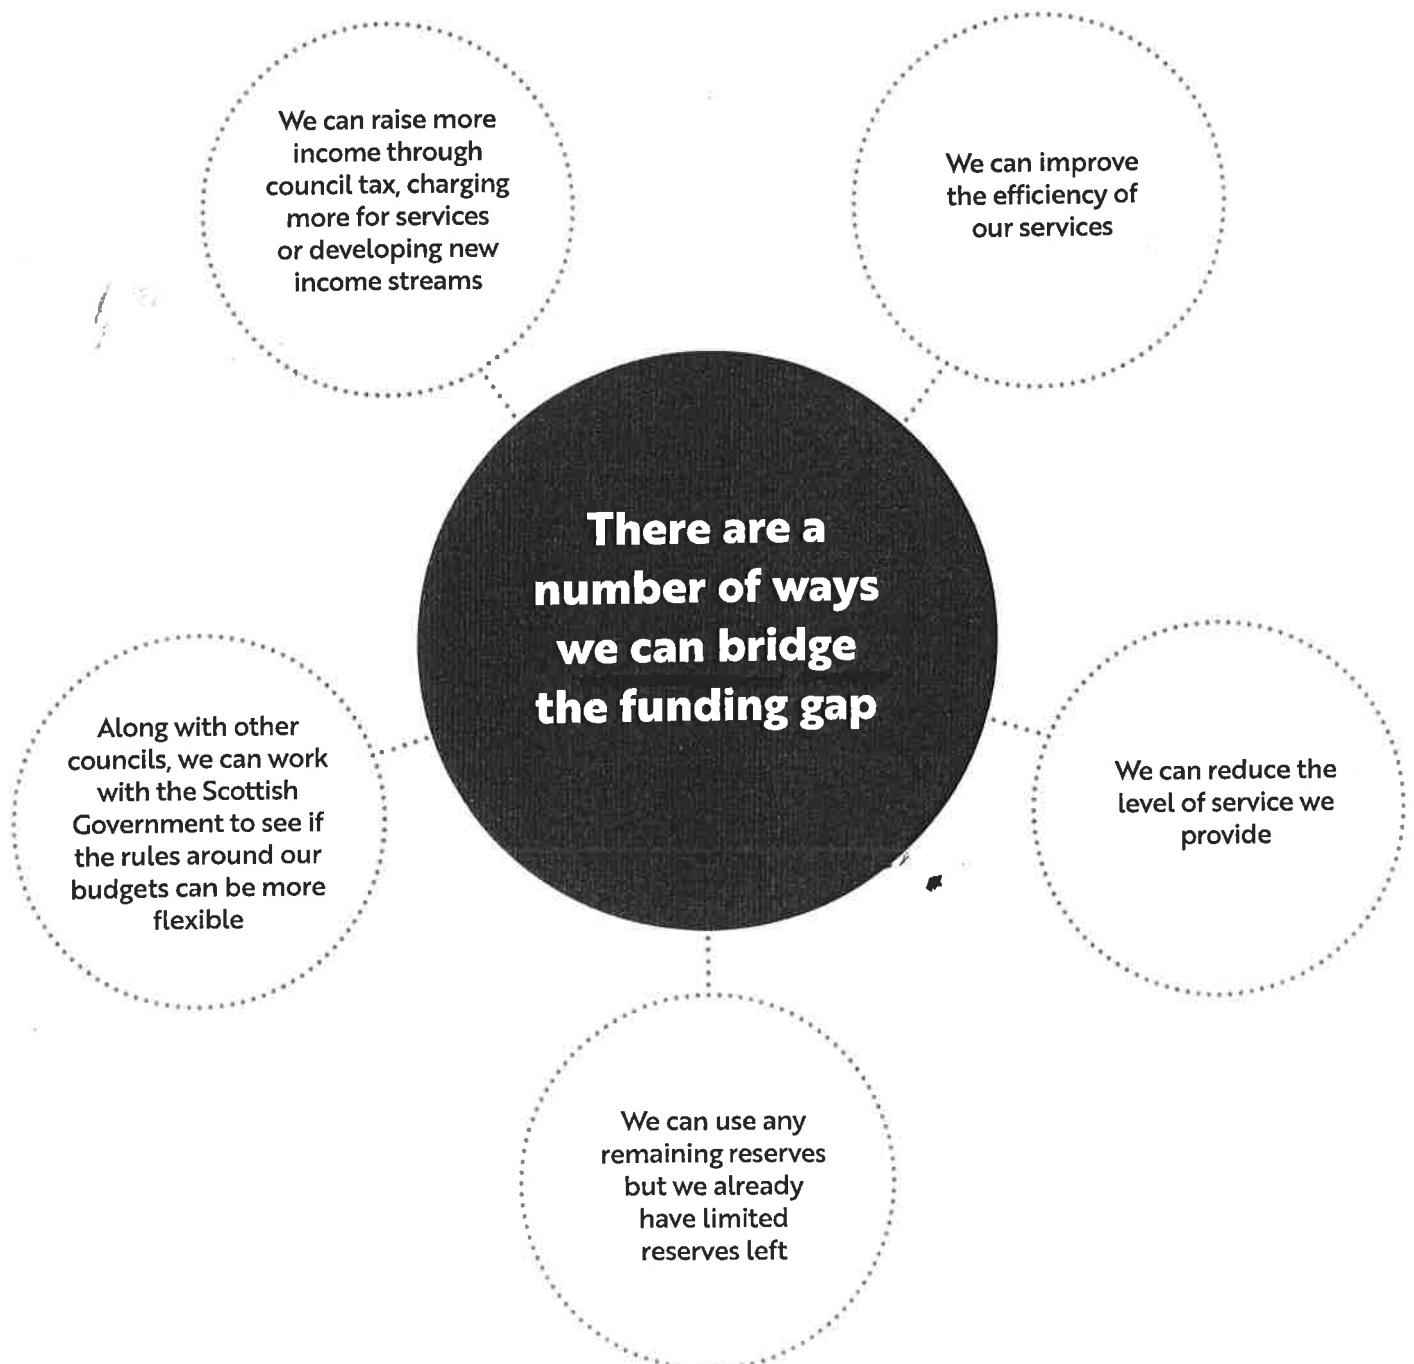 We can raise more
income through
council tax, charging
more for services
or developing new
income streams
We can improve
the efficiency of
our services
There are a
number of ways
we can bridge
the funding gap
Along with other
councils, we can work
with the Scottish
Government to see if
the rules around our
budgets can be more
flexible
We can reduce the
level of service we
provide
We can use any
remaining reserves
but we already
have limited
reserves left